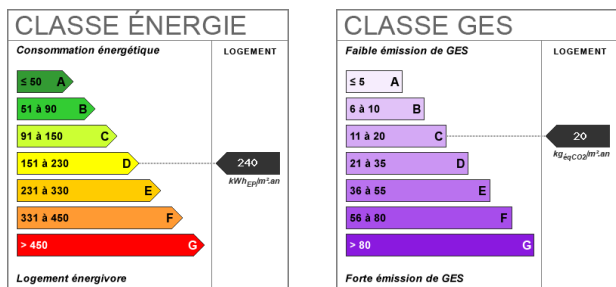 CLASSE ÉNERGIE
Consommation énergétique
LOGEMENT
≤ 50 A
51 à 90 B
91 à 150 C
151 à 230 D
240
kWhEP/m².an
231 à 330 E
331 à 450 F
> 450 G
Logement énergivore
CLASSE GES
Faible émission de GES
LOGEMENT
≤ 5 A
6 à 10 B
11 à 20 C
20
kgéqCO2/m².an
21 à 35 D
36 à 55 E
56 à 80 F
> 80 G
Forte émission de GES